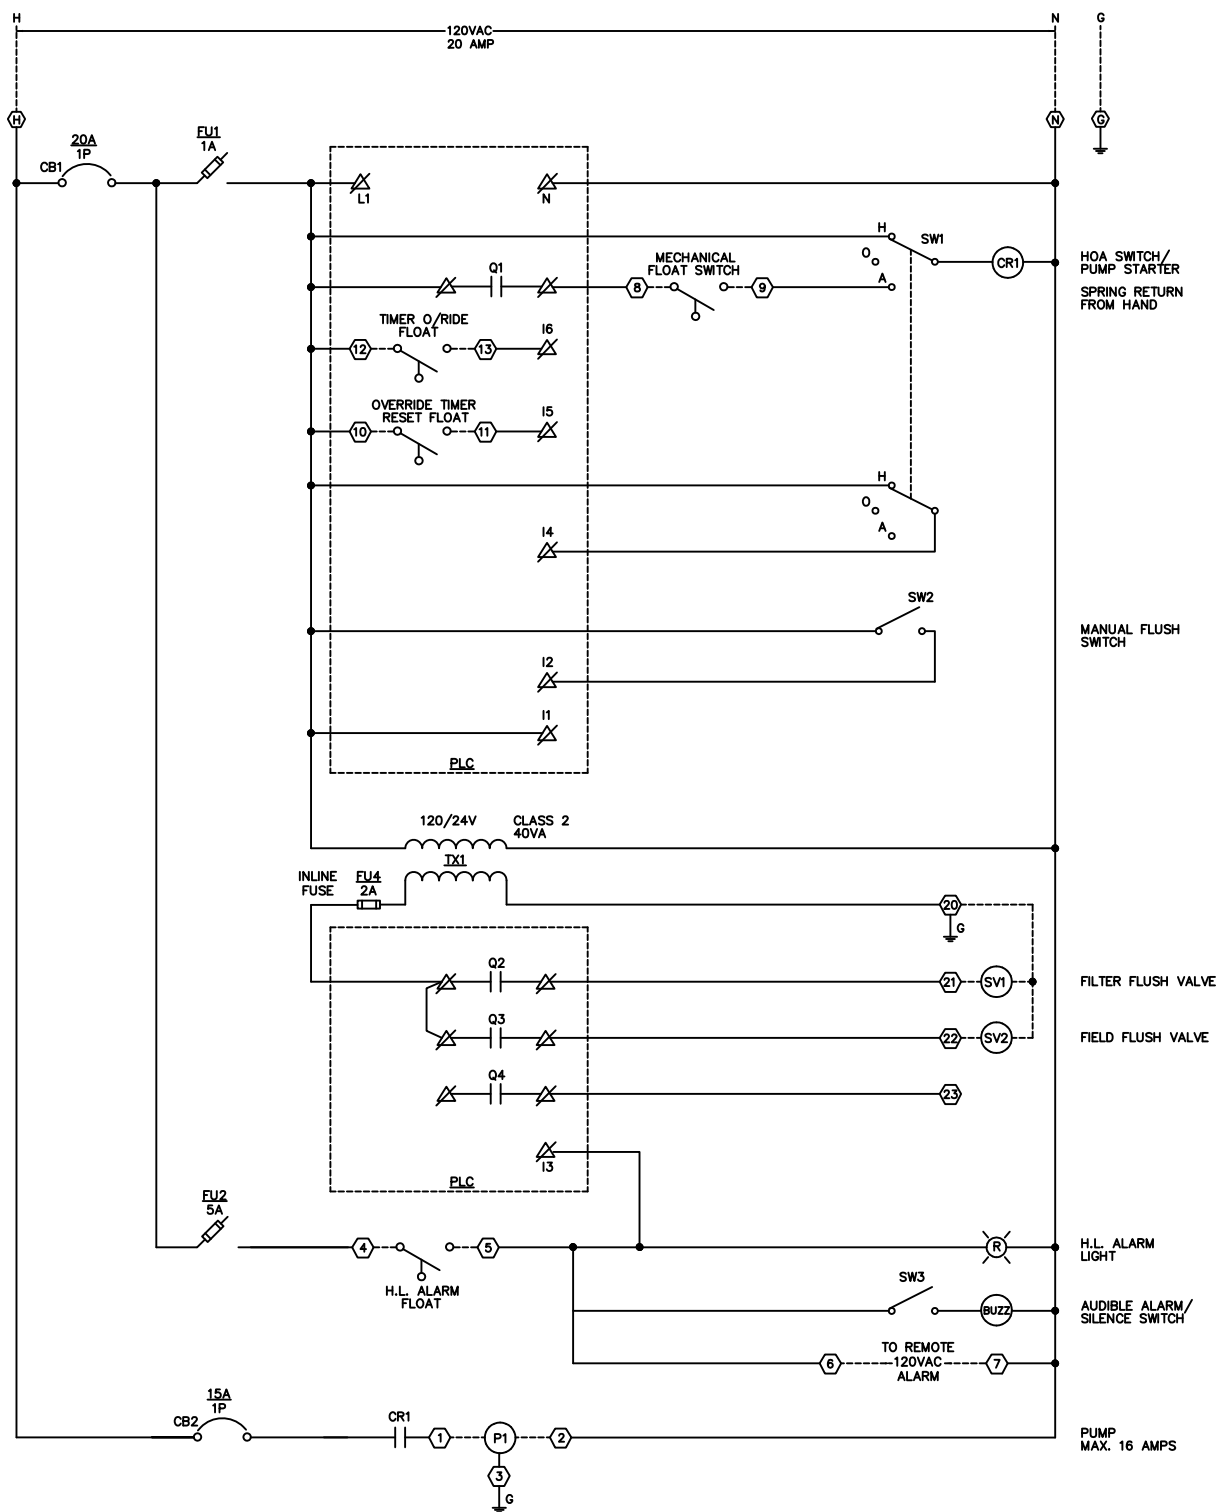 H
N
G
120VAC
20 AMP
H
N
G
20A
1P
CB1
FU1
1A
L1
N
H
SW1
O
A
CR1
HOA SWITCH/
PUMP STARTER
SPRING RETURN
FROM HAND
Q1
MECHANICAL
FLOAT SWITCH
8
9
TIMER O/RIDE
FLOAT
12
13
I6
OVERRIDE TIMER
RESET FLOAT
10
11
I5
H
O
A
I4
SW2
MANUAL FLUSH
SWITCH
I2
I1
PLC
120/24V
CLASS 2
40VA
TX1
INLINE
FUSE
FU4
2A
20
G
Q2
21
SV1
FILTER FLUSH VALVE
Q3
22
SV2
FIELD FLUSH VALVE
Q4
23
I3
PLC
FU2
5A
4
5
H.L. ALARM
FLOAT
R
H.L. ALARM
LIGHT
SW3
BUZZ
AUDIBLE ALARM/
SILENCE SWITCH
TO REMOTE
6
120VAC
7
ALARM
15A
1P
CB2
CR1
1
P1
2
PUMP
MAX. 16 AMPS
3
G